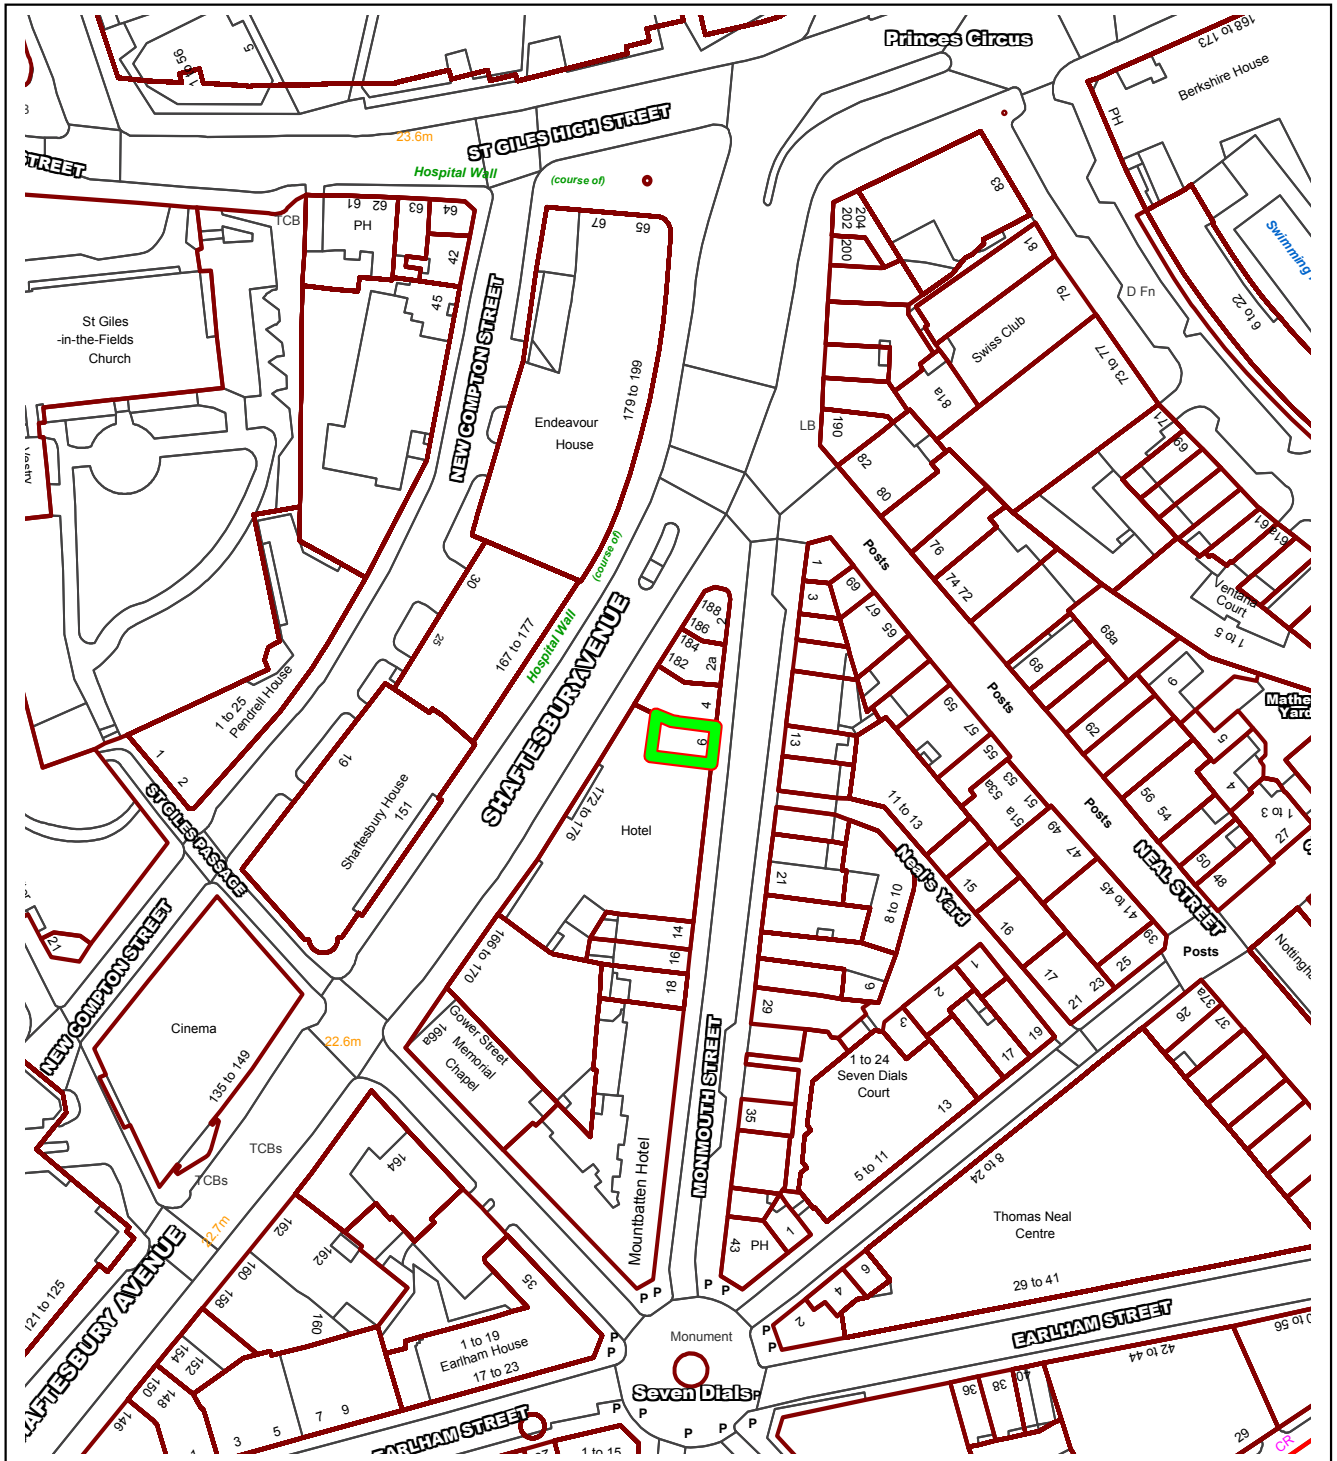 Princes Circus
168 to 173
Berkshire House
PH
1 to 56
5
23.6m
ST GILES HIGH STREET
Hospital Wall
(course of)
STREET
TCB
61
62
63
64
PH
42
45
67
65
83
204
202
200
81
79
D Fn
Swimming
6 to 22
St Giles
-in-the-Fields
Church
NEW COMPTON STREET
Swiss Club
73 to 77
81a
179 to 199
Endeavour
House
LB
190
82
80
71
69
61
61a
Vestry
76
74 72
Posts
(course of)
1
3
69
67
65
30
25
167 to 177
Hospital Wall
SHAFTESBURY AVENUE
188
186
2
184
182
2a
4
6
Ventana
Court
1 to 5
68a
68
62
9
Posts
Mathe
Yard
5
4
1 to 3
27
1 to 25
Pendrell House
1
2
19
Shaftesbury House
151
ST GILES PASSAGE
172 to 176
Hotel
13
59
57
55
53
53a
51
51a
49
47
56
54
50
48
Posts
NEAL STREET
11 to 13
Neal's Yard
15
16
41 to 45
39
25
23
21
17
Posts
Nottingh
21
8 to 10
14
16
18
166 to 170
29
9
1
2
3
17
19
37a
26
37
21
NEW COMPTON STREET
Cinema
135 to 149
22.6m
166a
Gower Street
Memorial
Chapel
MONMOUTH STREET
1 to 24
Seven Dials
Court
13
35
5 to 11
8 to 24
TCBs
TCBs
164
Mountbatten Hotel
43
PH
1
Thomas Neal
Centre
22.7m
162
162
160
158
160
35
6
4
2
29 to 41
121 to 125
SHAFTESBURY AVENUE
P
P
P
P
Monument
EARLHAM STREET
154
152
150
148
146
1 to 19
Earlham House
17 to 23
P
P
P
P
42 to 44
Seven Dials
P
36
38
40
3
5
7
9
EARLHAM STREET
P
P
P
P
P
1 to 15
29
CR